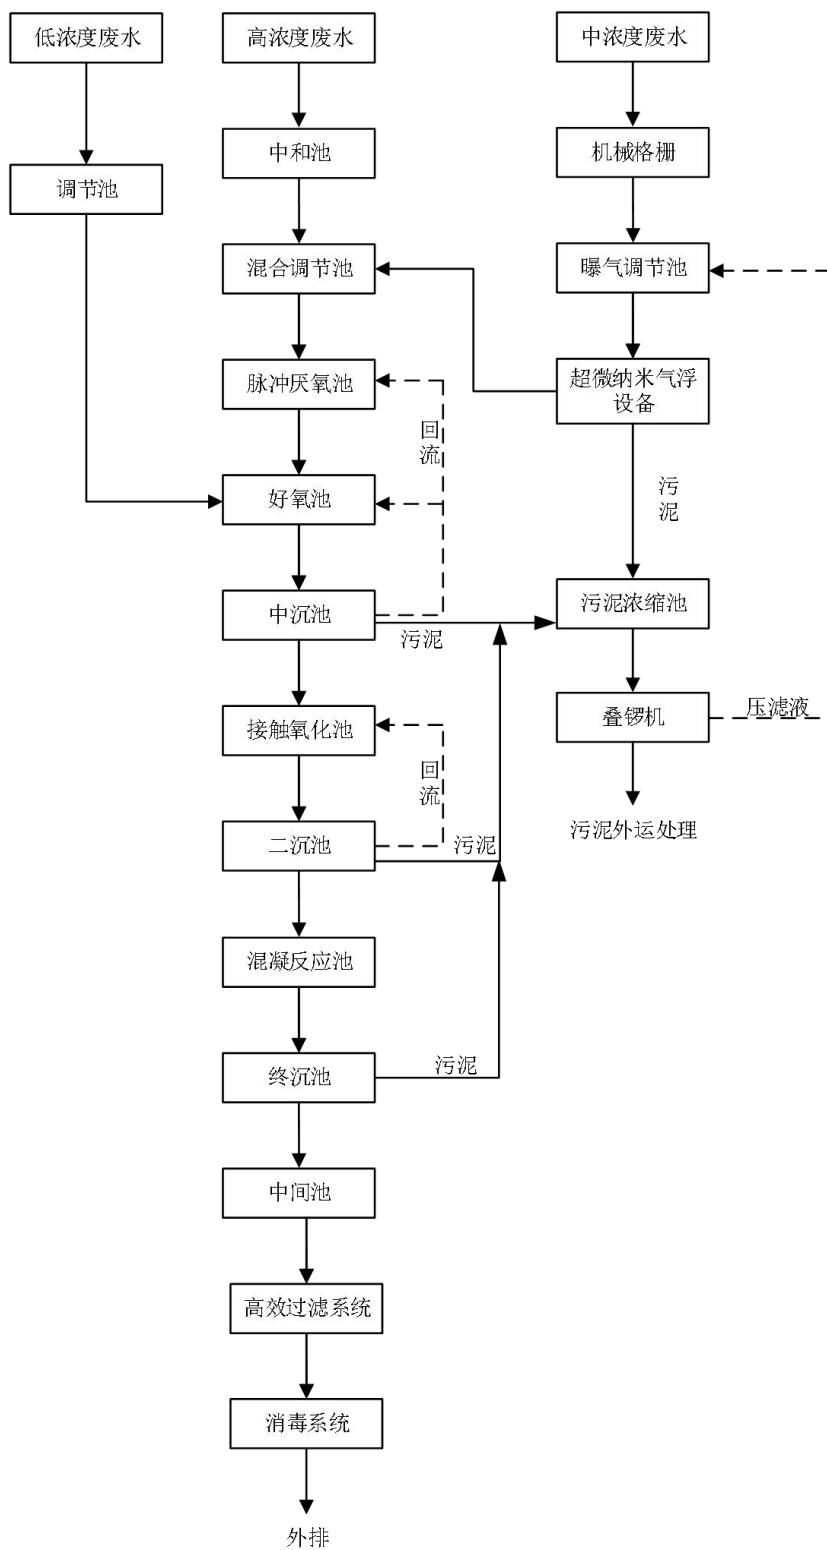 低浓度废水
高浓度废水
中浓度废水
中和池
机械格栅
调节池
混合调节池
曝气调节池
脉冲厌氧池
超微纳米气浮
设备
回
流
好氧池
污
泥
中沉池
污泥浓缩池
污泥
接触氧化池
叠锣机
压滤液
回
流
二沉池
污泥
污泥外运处理
混凝反应池
终沉池
污泥
中间池
高效过滤系统
消毒系统
外排